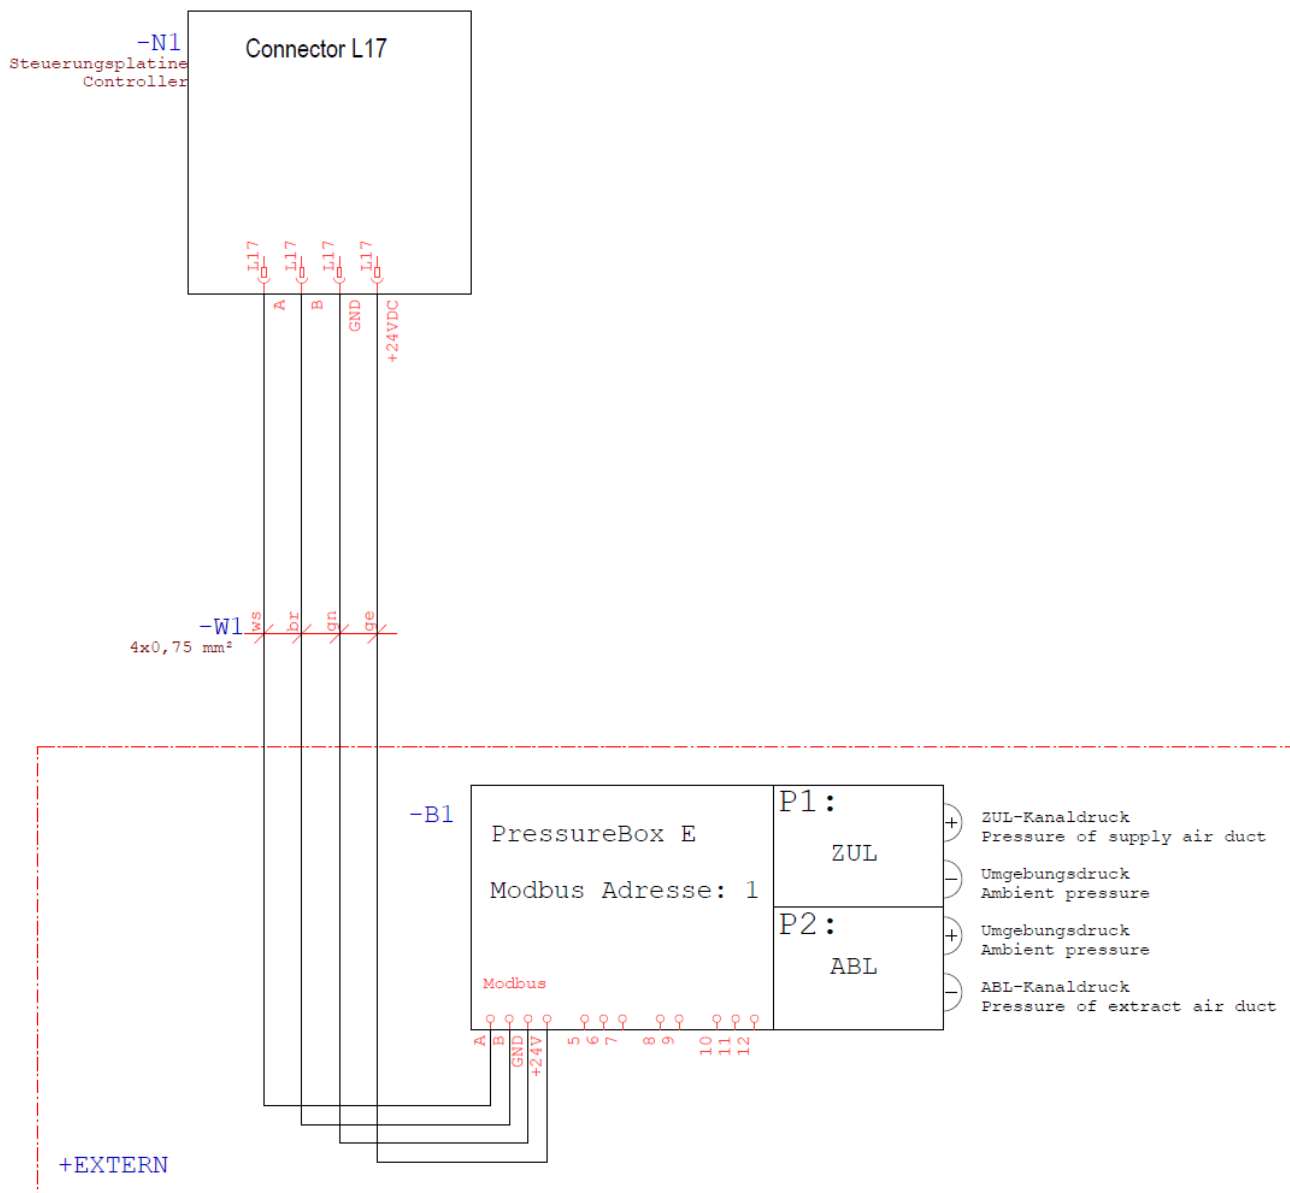 Connector L17
-N1
Steuerungsplatine
Controller
L17
L17
L17
L17
A
B
GND
+24VDC
ws
br
gn
ge
-W1
4x0,75 mm²
-B1
PressureBox E
Modbus Adresse: 1
P1:
ZUL
P2:
ABL
+
ZUL-Kanaldruck
Pressure of supply air duct
-
Umgebungsdruck
Ambient pressure
+
Umgebungsdruck
Ambient pressure
-
ABL-Kanaldruck
Pressure of extract air duct
Modbus
A
B
GND
+24V
5
6
7
8
9
10
11
12
+EXTERN